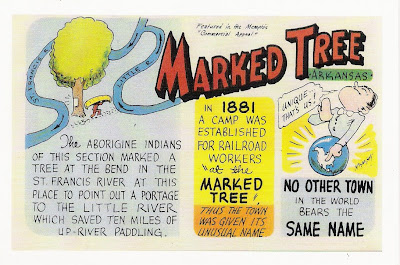 Featured in the Memphis
"Commercial Appeal"
MARKED TREE
ARKANSAS
ST. FRANCIS R.
LITTLE R.
The ABORIGINE INDIANS
OF THIS SECTION MARKED A
TREE AT THE BEND IN THE
ST. FRANCIS RIVER AT THIS
PLACE TO POINT OUT A PORTAGE
TO THE LITTLE RIVER
WHICH SAVED TEN MILES OF
UP-RIVER PADDLING.
IN 1881
A CAMP WAS
ESTABLISHED
FOR RAILROAD
WORKERS
"at the
MARKED
TREE",
THUS THE TOWN
WAS GIVEN ITS
UNUSUAL NAME
UNIQUE
THAT'S US!
NO OTHER TOWN
IN THE WORLD
BEARS THE
SAME NAME